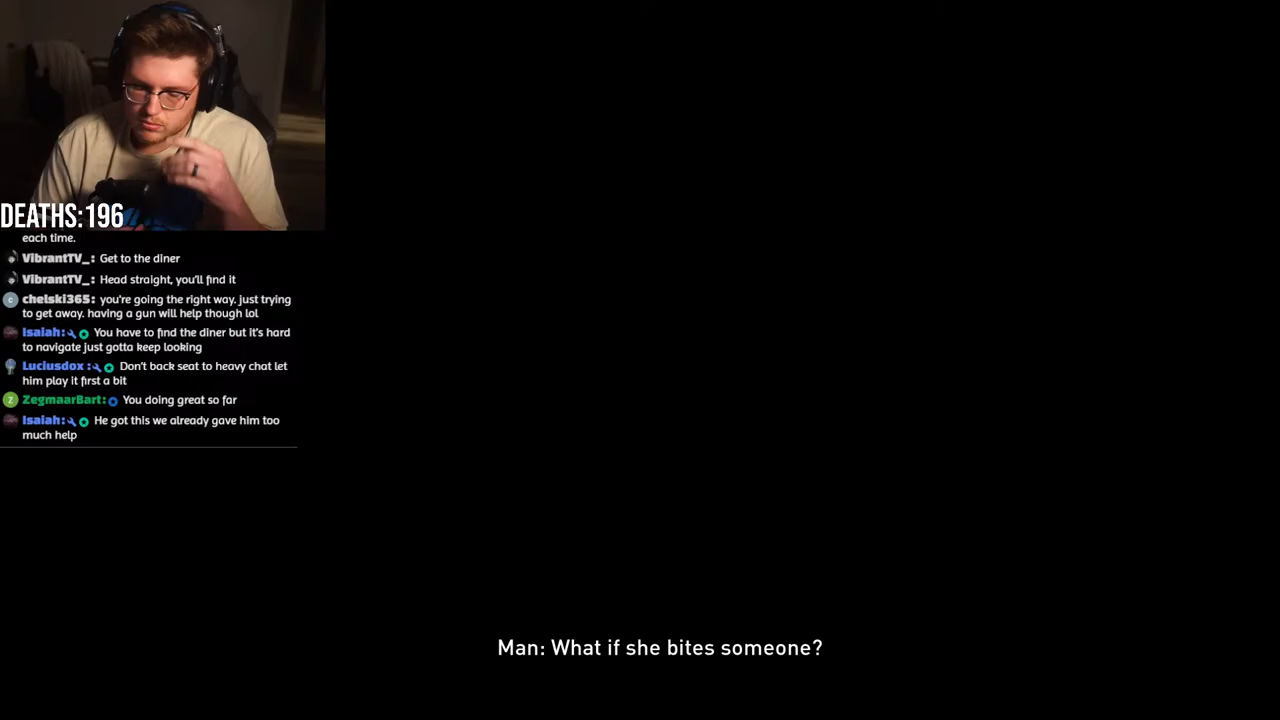 DEATHS:196
each time.
VibrantTV_: Get to the diner
VibrantTV_: Head straight, you'll find it
chelski365: you're going the right way. just trying
to get away. having a gun will help though lol
Isaiah: You have to find the diner but it's hard
to navigate just gotta keep looking
Luciusdox : Don't back seat to heavy chat let
him play it first a bit
ZegmaarBart: You doing great so far
Isaiah: He got this we already gave him too
much help
Man: What if she bites someone?